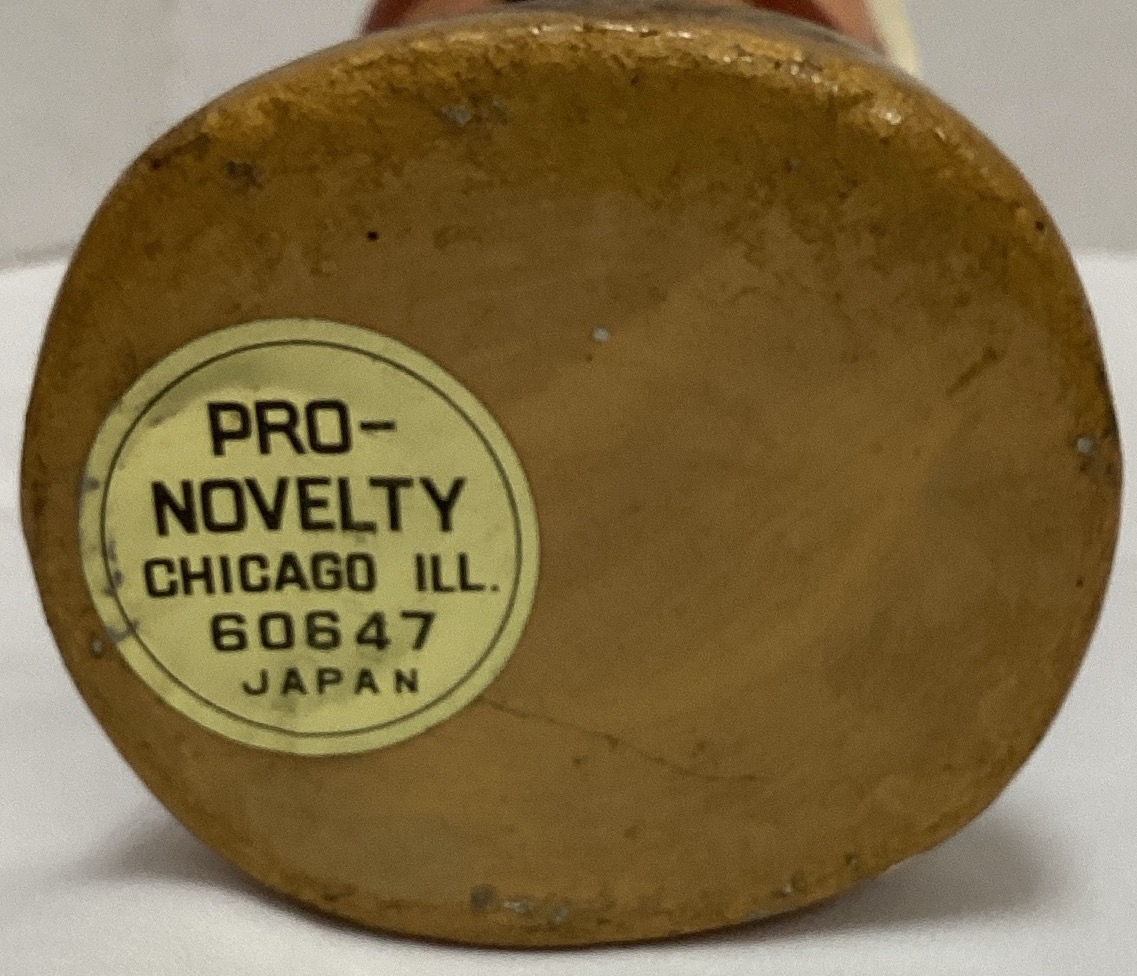 PRO-
NOVELTY
CHICAGO ILL.
60647
JAPAN